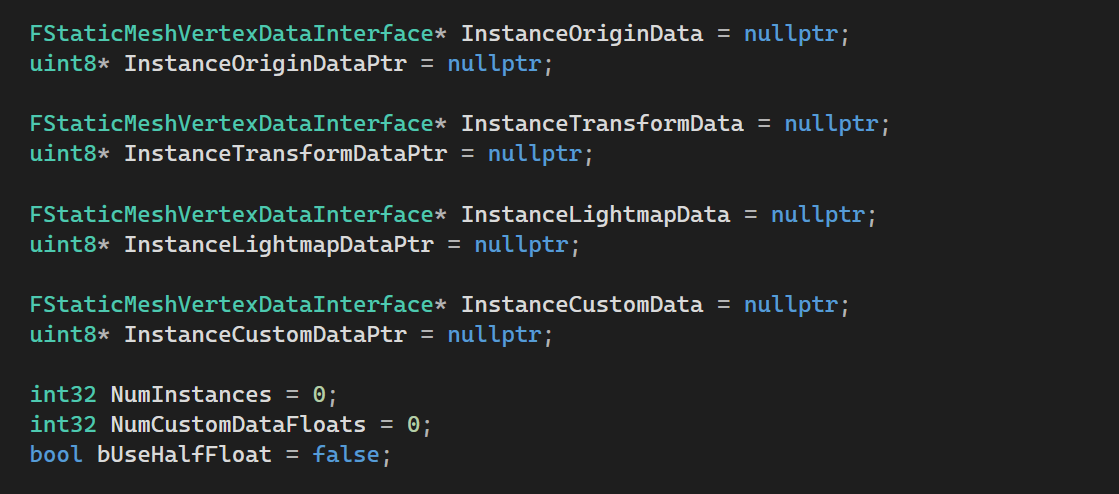 FStaticMeshVertexDataInterface* InstanceOriginData = nullptr;
uint8* InstanceOriginDataPtr = nullptr;
FStaticMeshVertexDataInterface* InstanceTransformData = nullptr;
uint8* InstanceTransformDataPtr = nullptr;
FStaticMeshVertexDataInterface* InstanceLightmapData = nullptr;
uint8* InstanceLightmapDataPtr = nullptr;
FStaticMeshVertexDataInterface* InstanceCustomData = nullptr;
uint8* InstanceCustomDataPtr = nullptr;
int32 NumInstances = 0;
int32 NumCustomDataFloats = 0;
bool bUseHalfFloat = false;